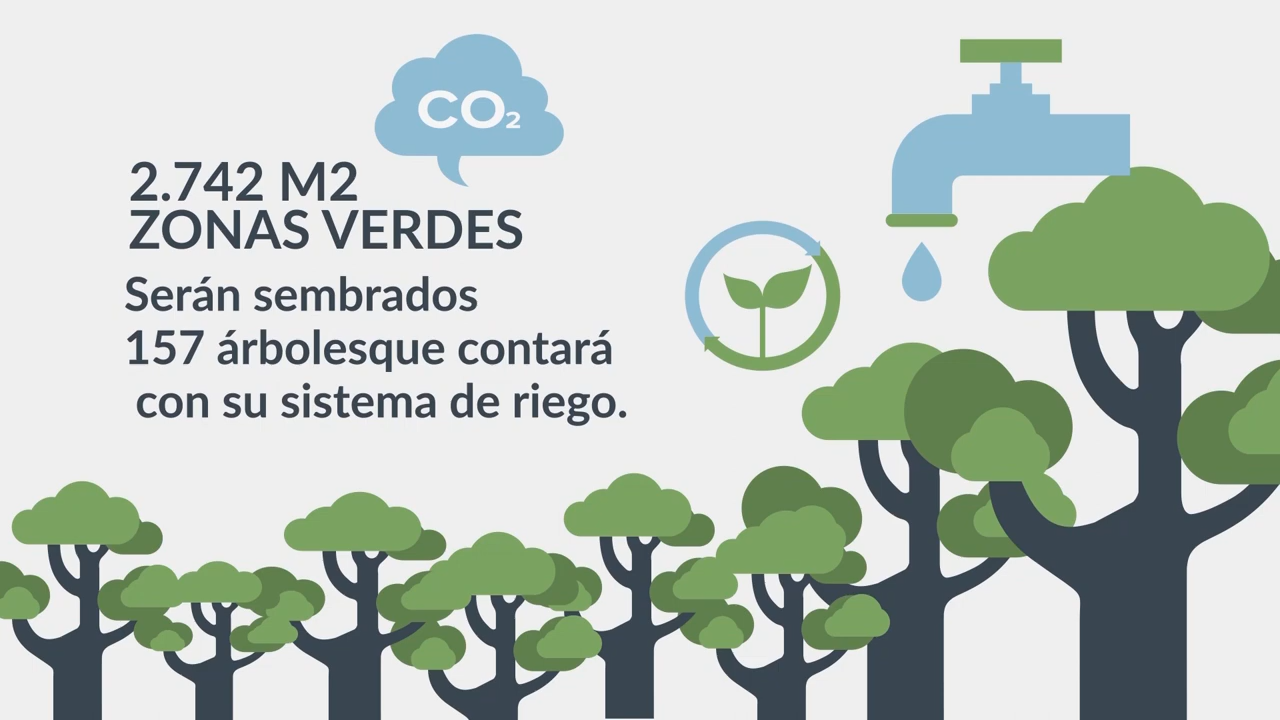 CO₂
2.742 M2
ZONAS VERDES
Serán sembrados
157 árbolesque contará
con su sistema de riego.